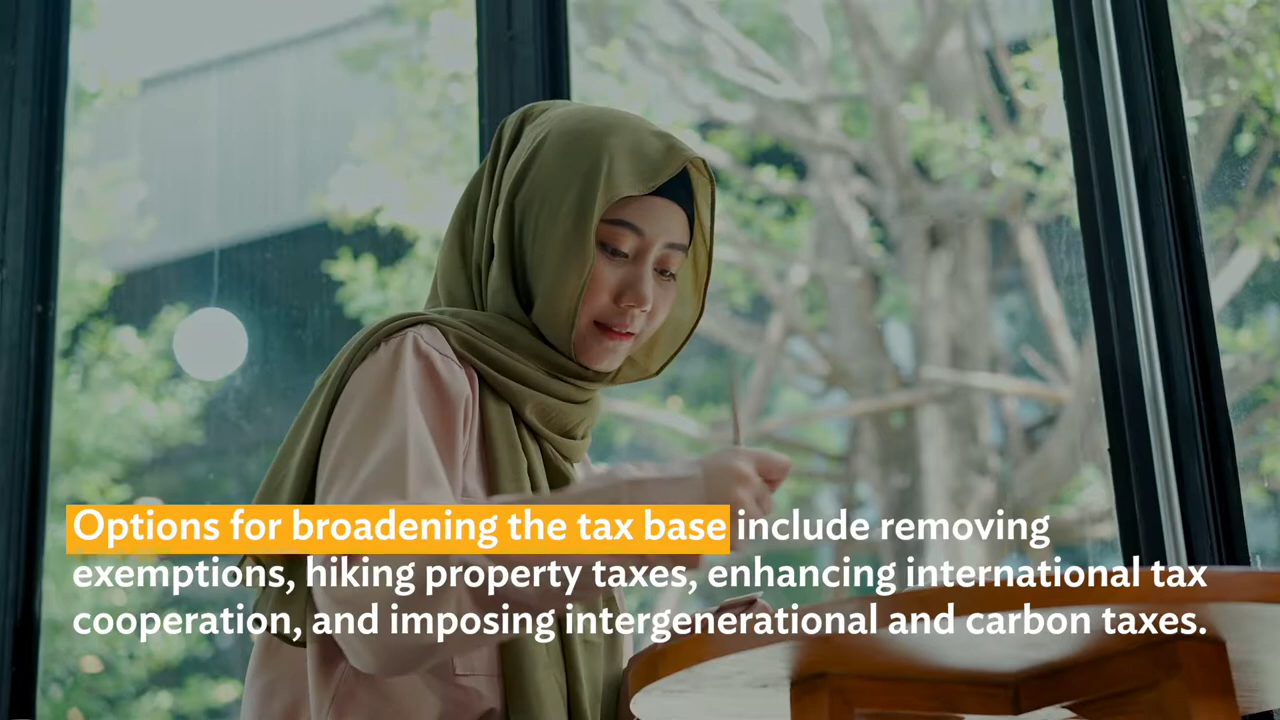 Options for broadening the tax base include removing
exemptions, hiking property taxes, enhancing international tax
cooperation, and imposing intergenerational and carbon taxes.